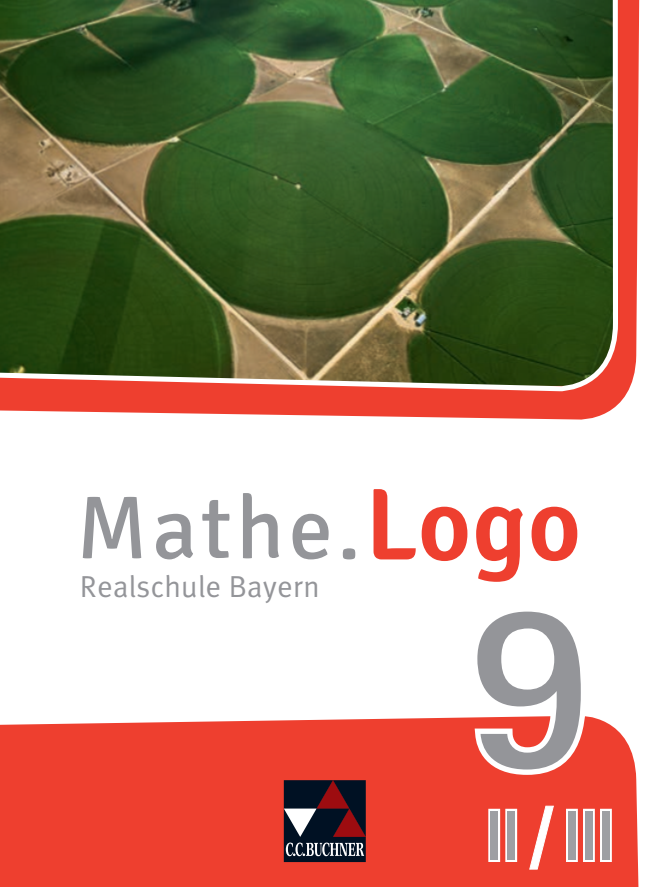 Mathe.Logo
Realschule Bayern
9
II/III
C.C.BUCHNER